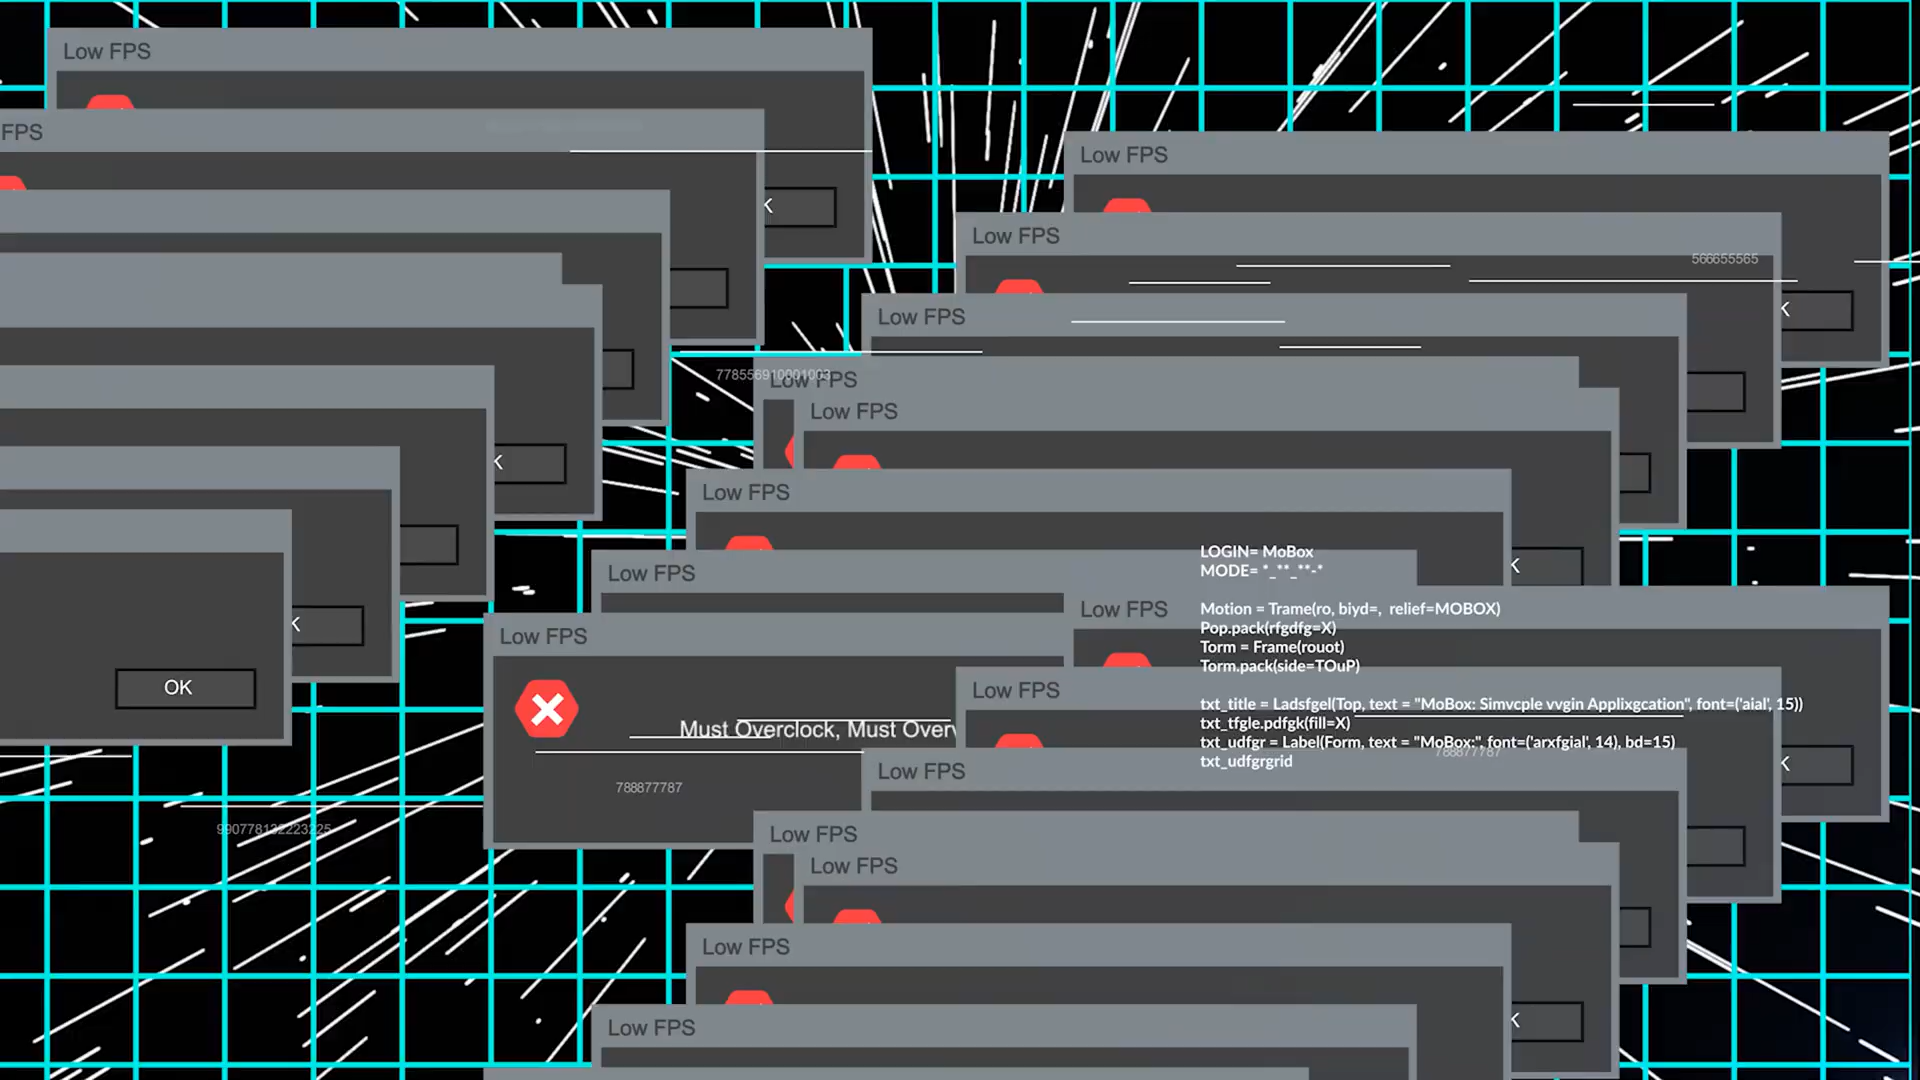 Low FPS
FPS
K
Low FPS
Low FPS
566655565
K
Low FPS
778556910001003
Low FPS
Low FPS
K
Low FPS
LOGIN= MoBox
MODE= *_**_**-*
K
Low FPS
Low FPS
Motion = Trame(ro, biyd=, relief=MOBOX)
Pop.pack(rfgdfg=X)
K
Low FPS
Torm = Frame(rouot)
Torm.pack(side=TOuP)
OK
Low FPS
txt_title = Ladsfgel(Top, text = "MoBox: Simvcple vvgin Applixgcation", font=('aial', 15))
txt_tfgle.pdfgk(fill=X)
Must Overclock, Must Overv
txt_udfgr = Label(Form, text = "MoBox:", font=('arxfgial', 14), bd=15)
788877787
txt_udfgrgrid
K
Low FPS
788877787
990778132223225
Low FPS
Low FPS
Low FPS
K
Low FPS